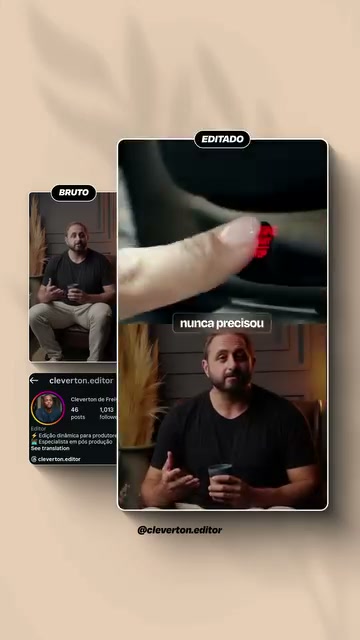 EDITADO
BRUTO
nunca precisou
cleverton.editor
Cleverton de Frei
46 1,013
posts followe
Editor
⚡ Edição dinâmica para produtore
Especialista em pós produção
See translation
cleverton.editor
@cleverton.editor